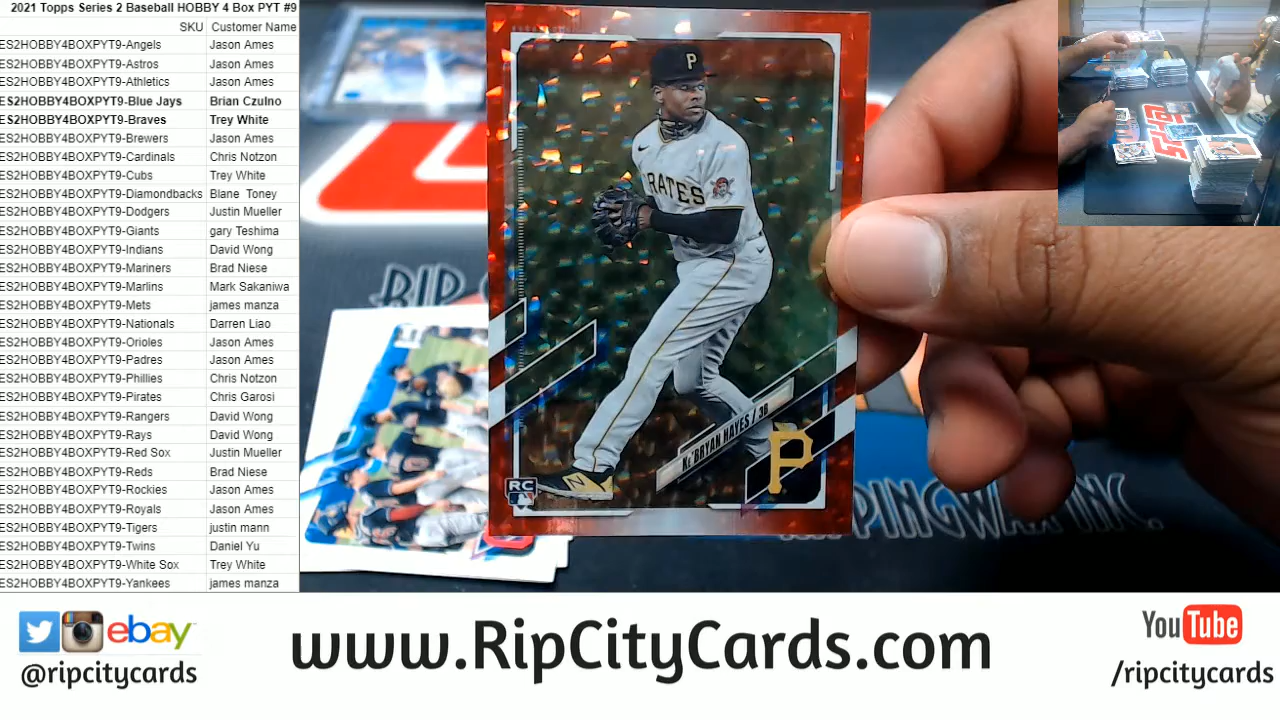 2021 Topps Series 2 Baseball HOBBY 4 Box PYT #9
SKU Customer Name
ES2HOBBY4BOXPYT9-Angels Jason Ames
ES2HOBBY4BOXPYT9-Astros Jason Ames
ES2HOBBY4BOXPYT9-Athletics Jason Ames
ES2HOBBY4BOXPYT9-Blue Jays Brian Czulno
ES2HOBBY4BOXPYT9-Braves Trey White
ES2HOBBY4BOXPYT9-Brewers Jason Ames
ES2HOBBY4BOXPYT9-Cardinals Chris Notzon
ES2HOBBY4BOXPYT9-Cubs Trey White
ES2HOBBY4BOXPYT9-Diamondbacks Blane Toney
ES2HOBBY4BOXPYT9-Dodgers Justin Mueller
ES2HOBBY4BOXPYT9-Giants gary Teshima
ES2HOBBY4BOXPYT9-Indians David Wong
ES2HOBBY4BOXPYT9-Mariners Brad Niese
ES2HOBBY4BOXPYT9-Marlins Mark Sakaniwa
ES2HOBBY4BOXPYT9-Mets james manza
ES2HOBBY4BOXPYT9-Nationals Darren Liao
ES2HOBBY4BOXPYT9-Orioles Jason Ames
ES2HOBBY4BOXPYT9-Padres Jason Ames
ES2HOBBY4BOXPYT9-Phillies Chris Notzon
ES2HOBBY4BOXPYT9-Pirates Chris Garosi
ES2HOBBY4BOXPYT9-Rangers David Wong
ES2HOBBY4BOXPYT9-Rays David Wong
ES2HOBBY4BOXPYT9-Red Sox Justin Mueller
ES2HOBBY4BOXPYT9-Reds Brad Niese
ES2HOBBY4BOXPYT9-Rockies Jason Ames
ES2HOBBY4BOXPYT9-Royals Jason Ames
ES2HOBBY4BOXPYT9-Tigers justin mann
ES2HOBBY4BOXPYT9-Twins Daniel Yu
ES2HOBBY4BOXPYT9-White Sox Trey White
ES2HOBBY4BOXPYT9-Yankees james manza
P
RATES
KE'BRYAN HAYES / 3B
P
RC
RIP
PPINGWAX INC.
ebay
@ripcitycards
www.RipCityCards.com
YouTube
/ripcitycards